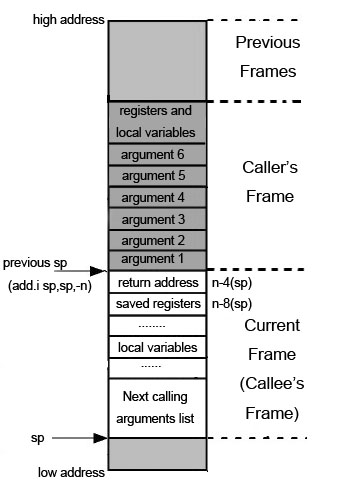 high address
Previous
Frames
registers and
local variables
argument 6
argument 5
Caller's
argument 4
Frame
argument 3
argument 2
argument 1
previous sp
(add.i sp,sp,-n)
return address
n-4(sp)
saved registers
n-8(sp)
........
Current
local variables
Frame
......
(Callee's
Next calling
Frame)
arguments list
sp
low address